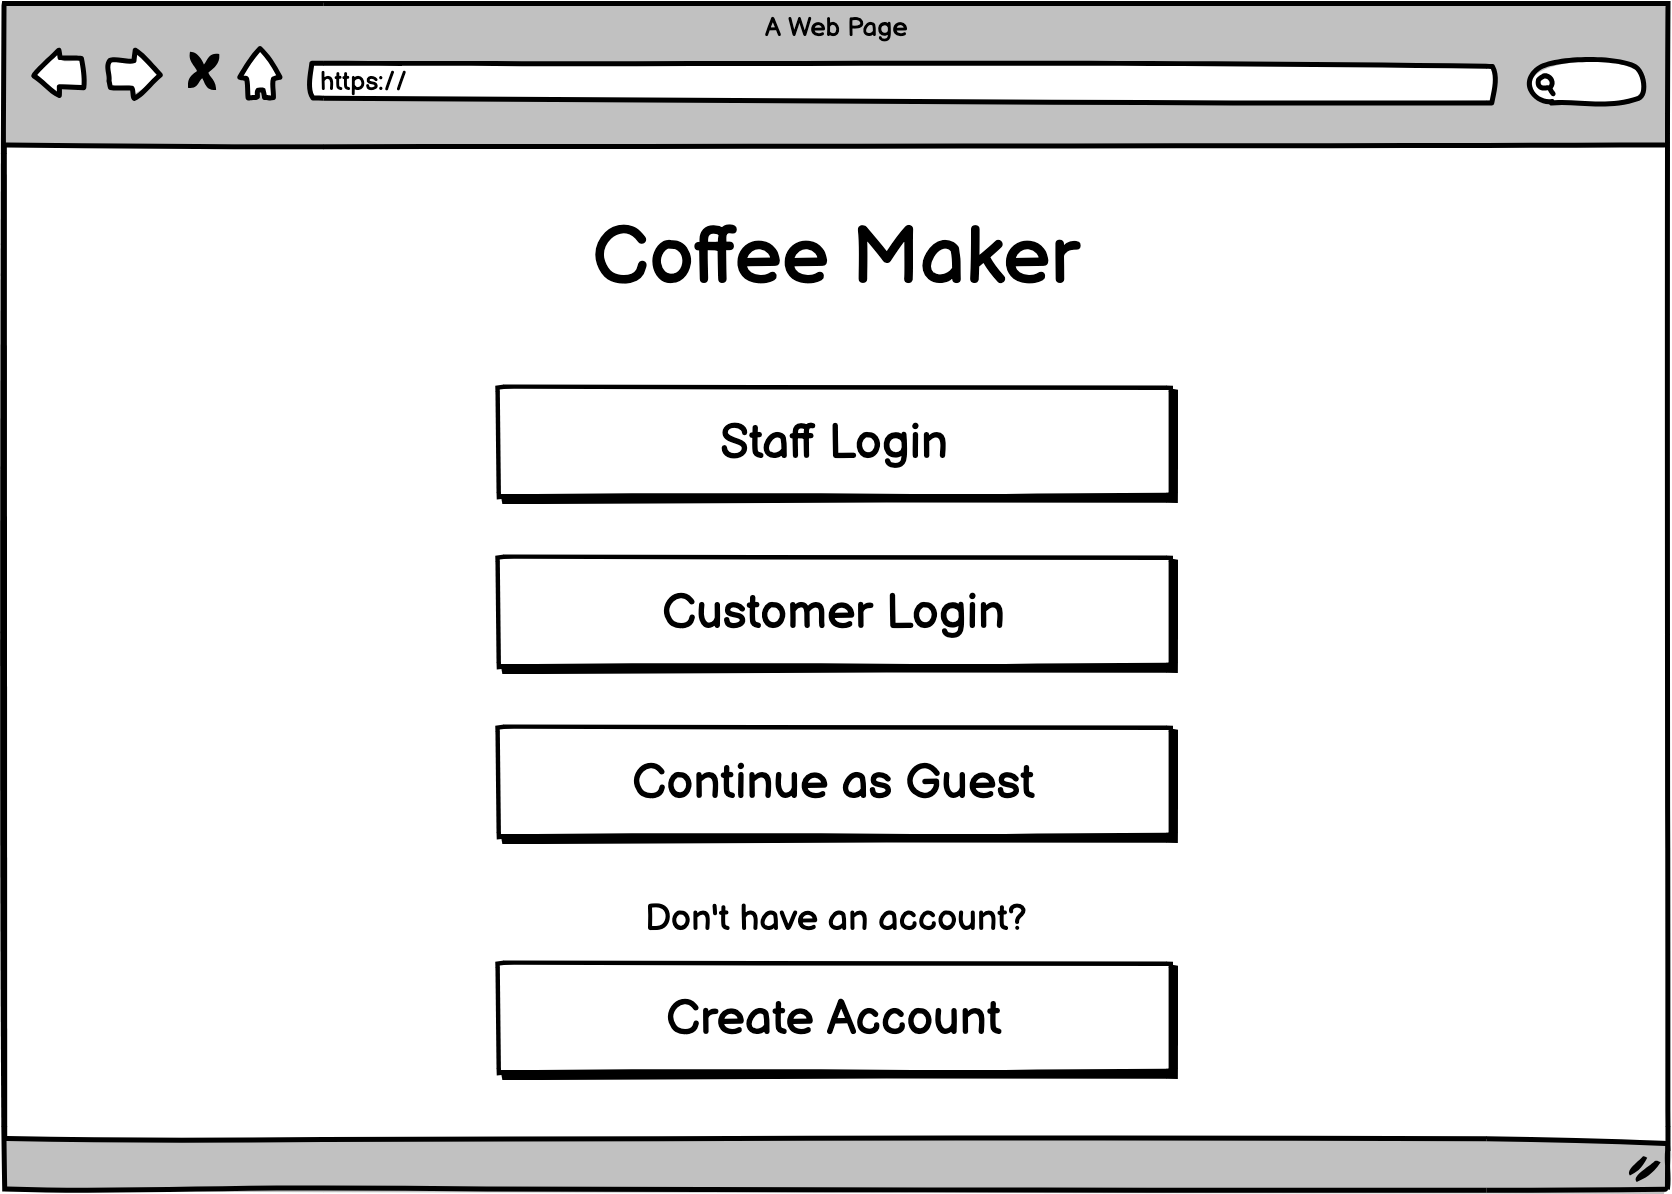 A Web Page
https://
Coffee Maker
Staff Login
Customer Login
Continue as Guest
Don't have an account?
Create Account